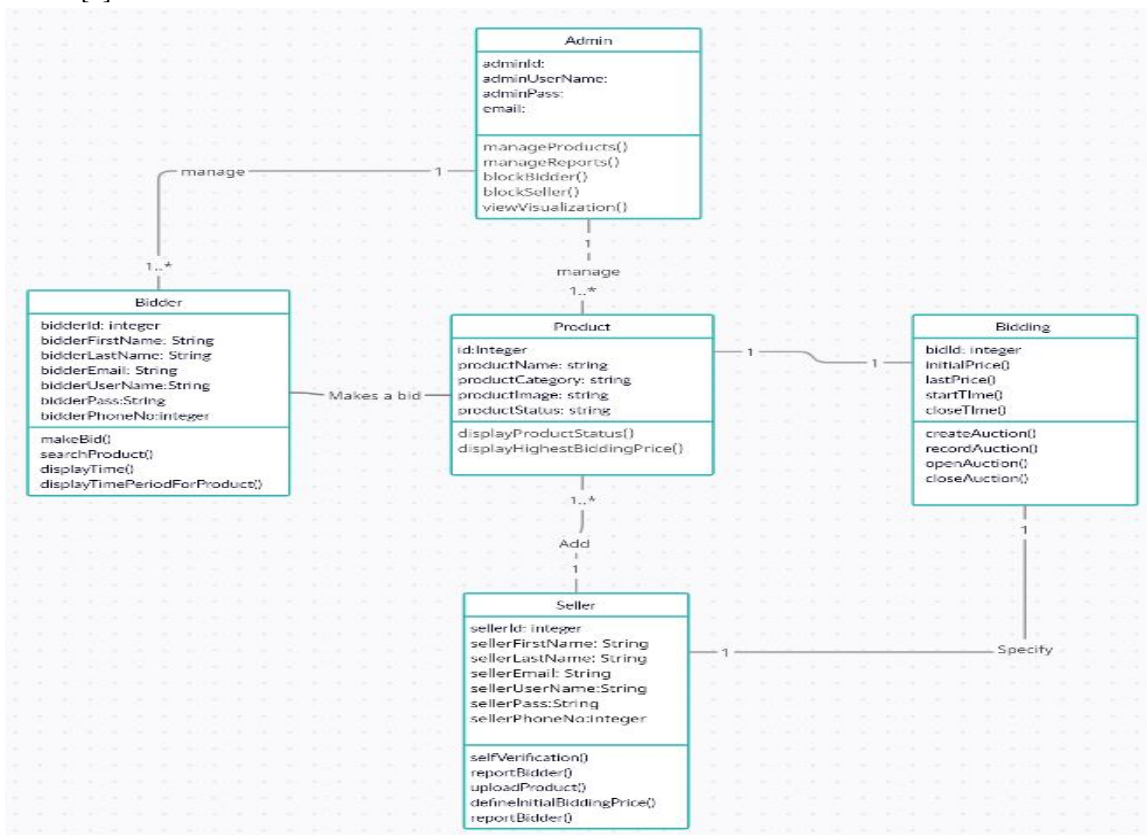 Admin
adminId:
adminUserName:
adminPass:
email:
manageProducts()
manageReports()
blockBidder()
blockSeller()
viewVisualization()
manage
1
1..*
1
manage
1..*
Bidder
bidderId: integer
bidderFirstName: String
bidderLastName: String
bidderEmail: String
bidderUserName:String
bidderPass:String
bidderPhoneNo:integer
makeBid()
searchProduct()
displayTime()
displayTimePeriodForProduct()
Makes a bid
Product
id:Integer
productName: string
productCategory: string
productImage: string
productStatus: string
displayProductStatus()
displayHighestBiddingPrice()
1
1
Bidding
bidId: integer
initialPrice()
lastPrice()
startTIme()
closeTIme()
createAuction()
recordAuction()
openAuction()
closeAuction()
1..*
Add
1
1
Specify
1
Seller
sellerId: integer
sellerFirstName: String
sellerLastName: String
sellerEmail: String
sellerUserName:String
sellerPass:String
sellerPhoneNo:Integer
selfVerification()
reportBidder()
uploadProduct()
defineInitialBiddingPrice()
reportBidder()